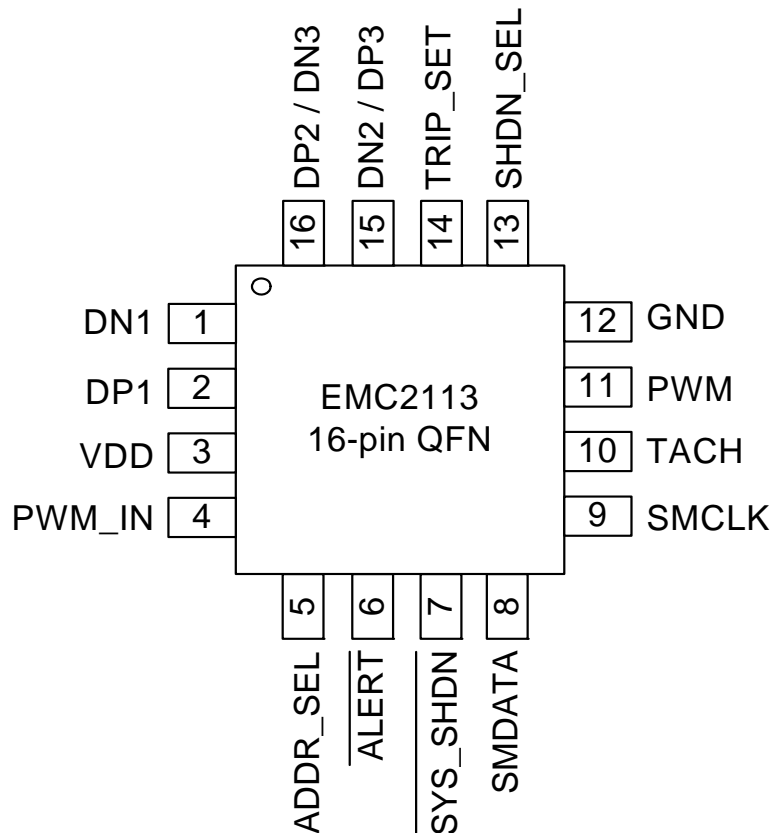 DP2 / DN3
DN2 / DP3
TRIP_SET
SHDN_SEL
16
15
14
13
DN1
1
DP1
2
VDD
3
PWM_IN
4
EMC2113
16-pin QFN
12
GND
11
PWM
10
TACH
9
SMCLK
5
6
7
8
ADDR_SEL
ALERT
SYS_SHDN
SMDATA